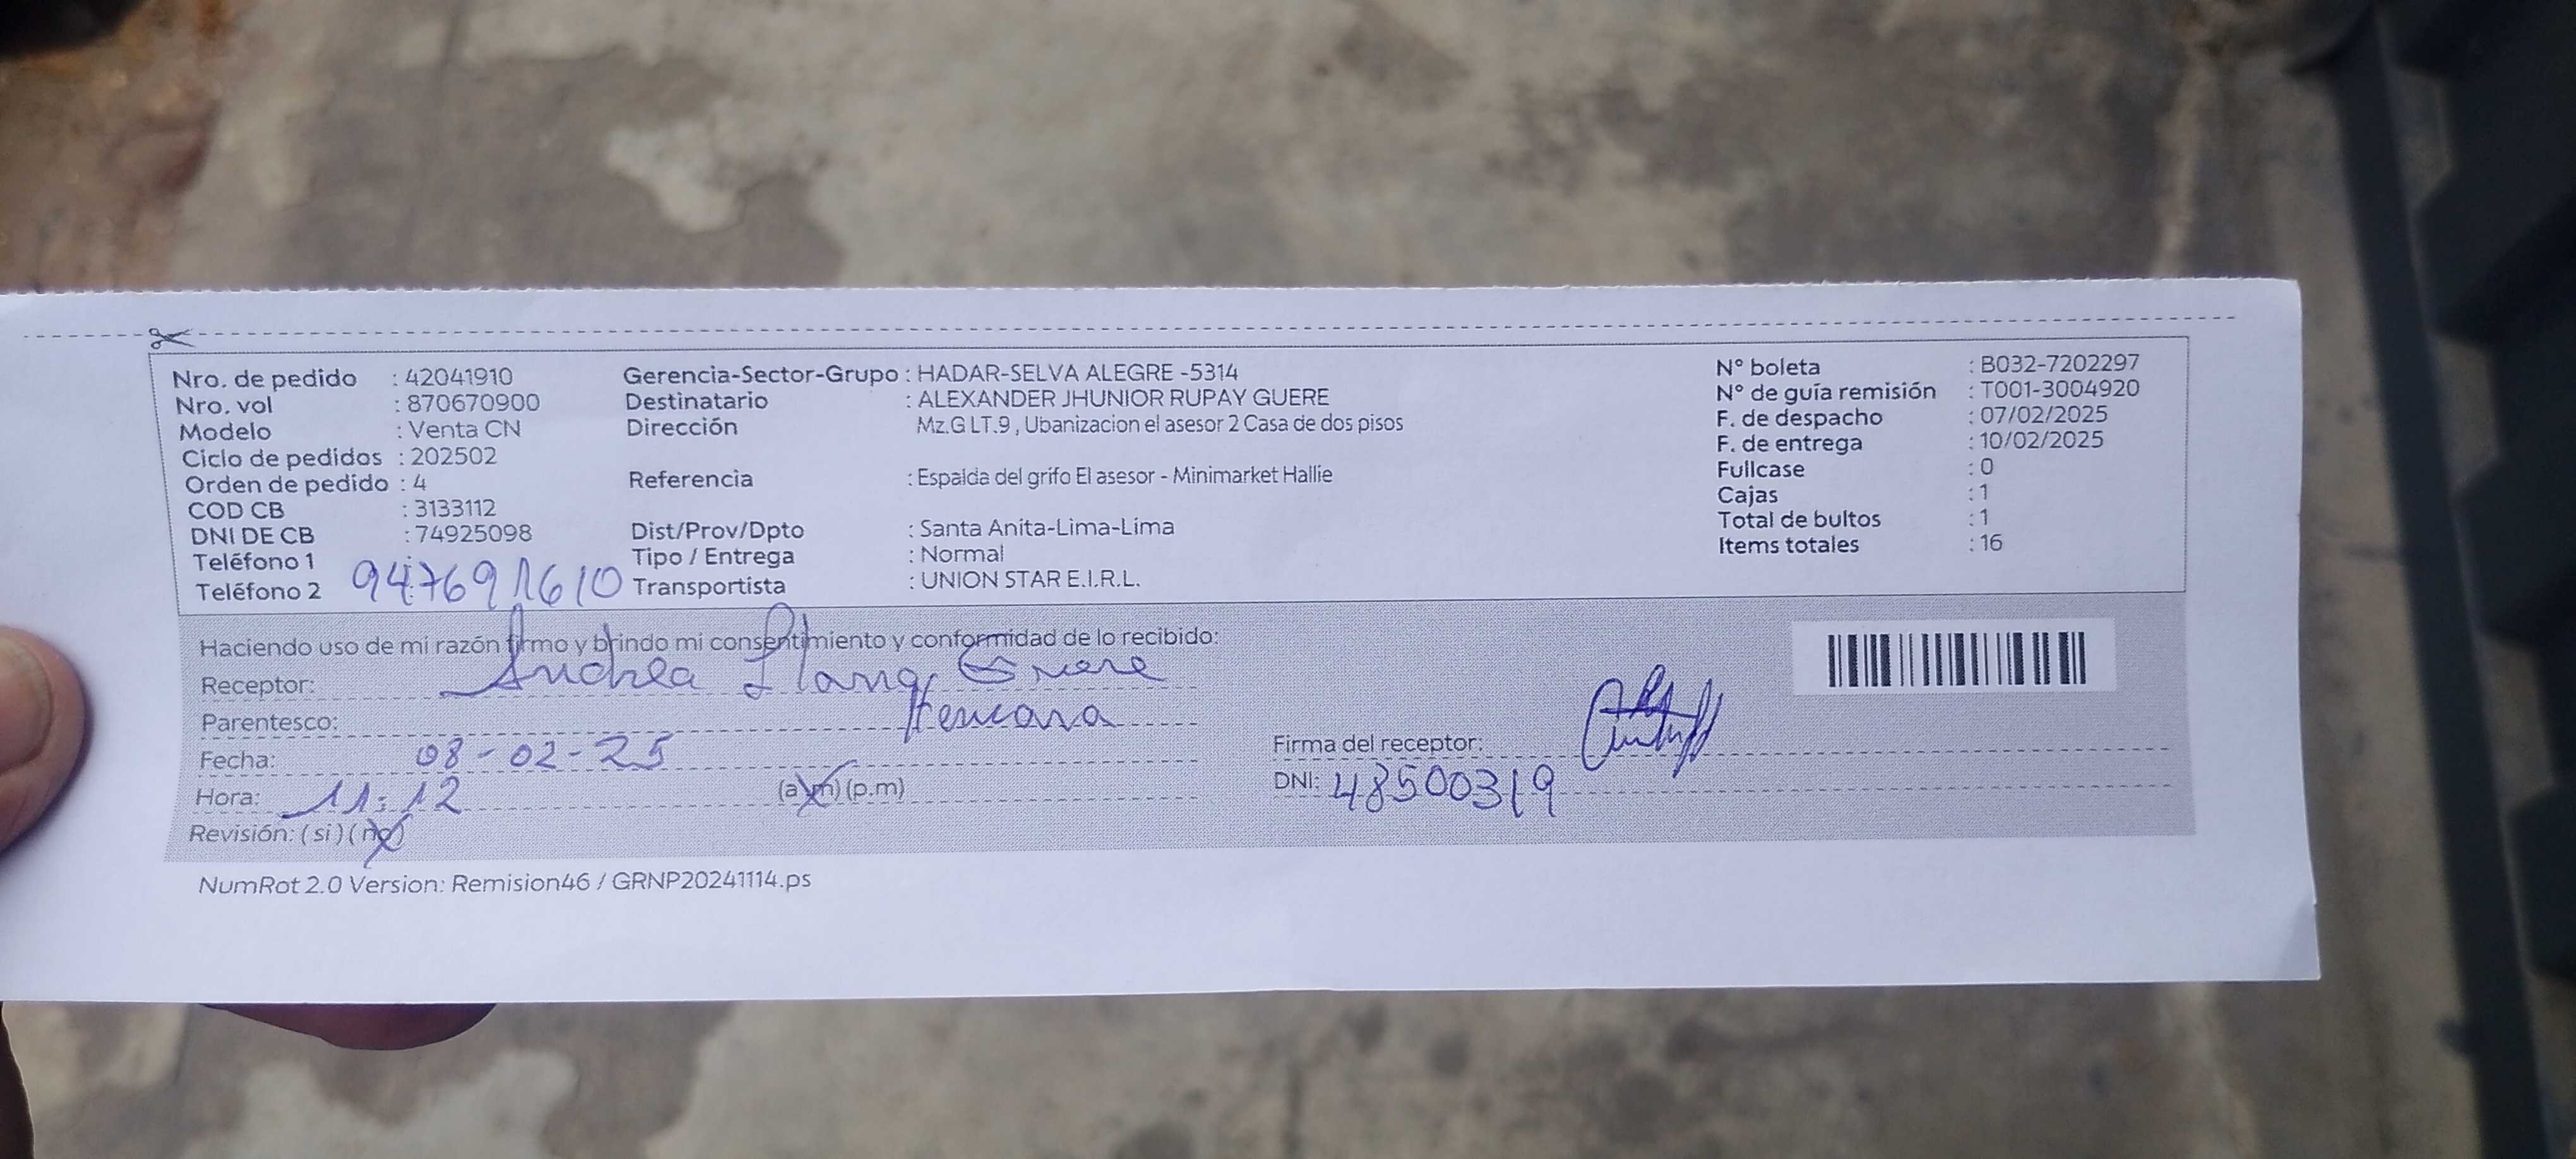 Nro. de pedido : 42041910
Nro. vol : 870670900
Modelo : Venta CN
Ciclo de pedidos : 202502
Orden de pedido : 4
COD CB : 3133112
DNI DE CB : 74925098
Teléfono 1 :
Teléfono 2 947691610
Gerencia-Sector-Grupo : HADAR-SELVA ALEGRE -5314
Destinatario : ALEXANDER JHUNIOR RUPAY GUERE
Dirección Mz.G LT.9 , Ubanizacion el asesor 2 Casa de dos pisos
Referencia : Espalda del grifo El asesor - Minimarket Hallie
Dist/Prov/Dpto : Santa Anita-Lima-Lima
Tipo / Entrega : Normal
Transportista : UNION STAR E.I.R.L.
N° boleta : B032-7202297
N° de guía remisión : T001-3004920
F. de despacho : 07/02/2025
F. de entrega : 10/02/2025
Fullcase : 0
Cajas : 1
Total de bultos : 1
Items totales : 16
Haciendo uso de mi razón firmo y brindo mi consentimiento y conformidad de lo recibido:
Receptor: Andrea Guere
Parentesco: Hermana
Fecha: 08-02-25
Hora: 11:12 (a.m) (p.m)
Revisión: ( si ) ( no )
Firma del receptor:
DNI: 48500319
NumRot 2.0 Version: Remision46 / GRNP20241114.ps